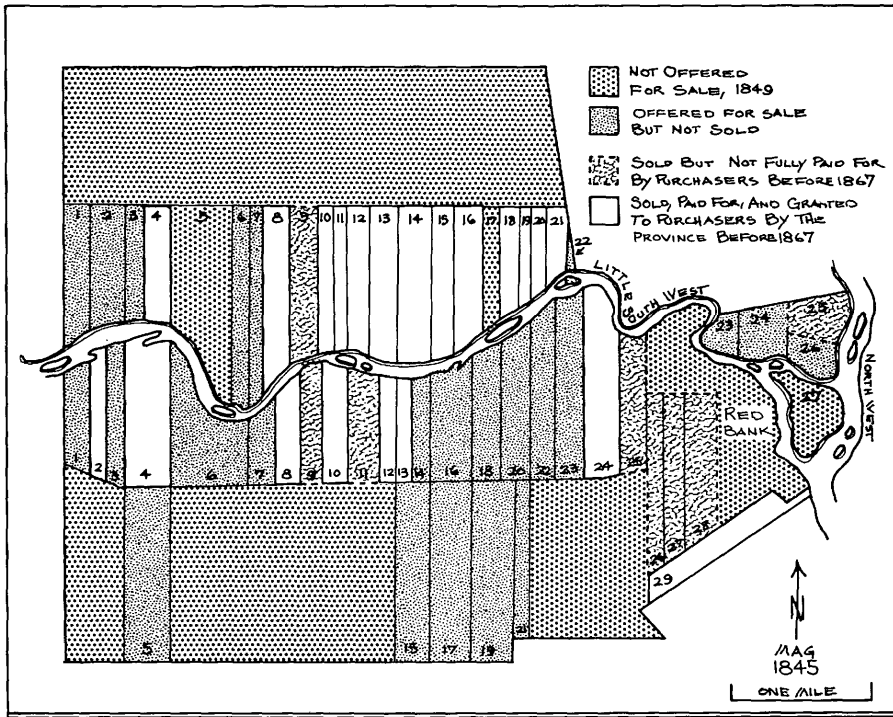 NOT OFFERED
FOR SALE, 1849
OFFERED FOR SALE
BUT NOT SOLD
SOLD BUT NOT FULLY PAID FOR
BY PURCHASERS BEFORE 1867
SOLD, PAID FOR, AND GRANTED
TO PURCHASERS BY THE
PROVINCE BEFORE 1867
1 2 3 4 5 6 7 8 9 10 11 12 13 14 15 16 17 18 19 20 21
22
LITTLE SOUTH WEST
23 24 25
26
27
NORTH WEST
RED
BANK
1 2 3 4 6 7 8 9 10 11 12 13 14 16 18 20 22 23 24 25
26 27 28
29
5 15 17 19 21
N
MAG
1845
ONE MILE